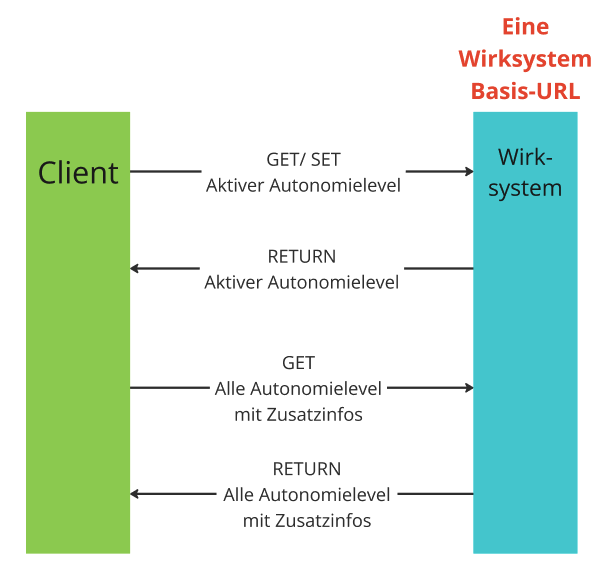 Eine
Wirksystem
Basis-URL
Client
Wirk-
system
GET/ SET
Aktiver Autonomielevel
RETURN
Aktiver Autonomielevel
GET
Alle Autonomielevel
mit Zusatzinfos
RETURN
Alle Autonomielevel
mit Zusatzinfos